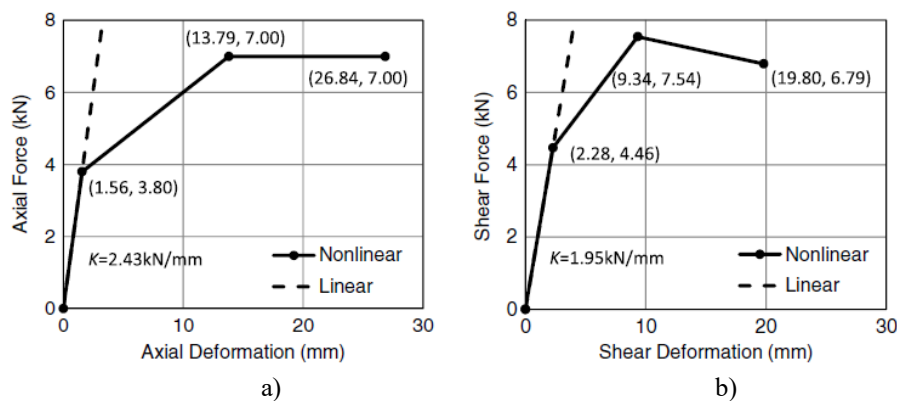 8
6
4
2
0
Axial Force (kN)
(13.79, 7.00)
(26.84, 7.00)
(1.56, 3.80)
K=2.43kN/mm
Nonlinear
Linear
0
10
20
30
Axial Deformation (mm)
a)
8
6
4
2
0
Shear Force (kN)
(9.34, 7.54)
(19.80, 6.79)
(2.28, 4.46)
K=1.95kN/mm
Nonlinear
Linear
0
10
20
30
Shear Deformation (mm)
b)